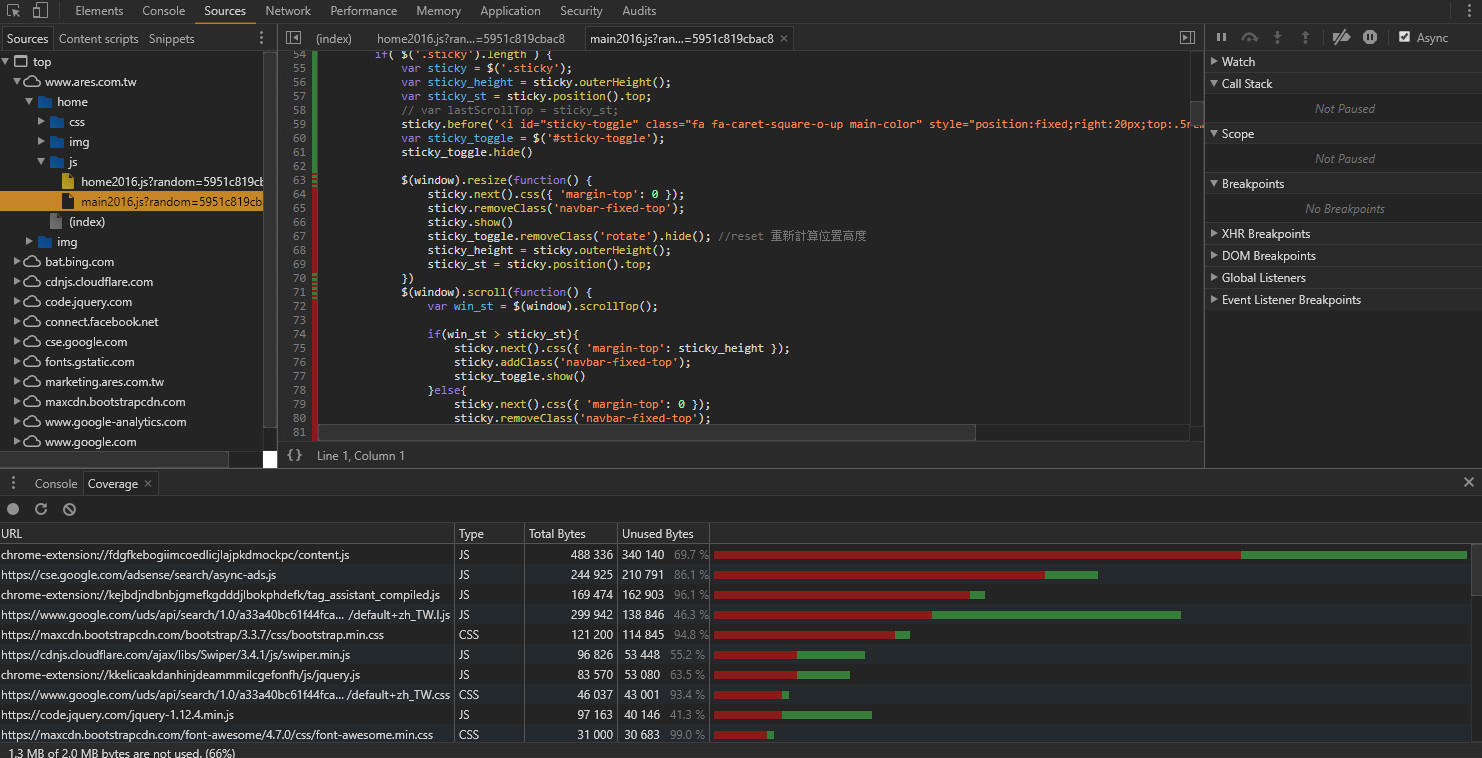 Elements Console Sources Network Performance Memory Application Security Audits
Sources Content scripts Snippets
(index) home2016.js?ran...=5951c819cbac8 main2016.js?ran...=5951c819cbac8 ×
Async
top
www.ares.com.tw
home
css
img
js
home2016.js?random=5951c819cb
main2016.js?random=5951c819cba
(index)
img
bat.bing.com
cdnjs.cloudflare.com
code.jquery.com
connect.facebook.net
cse.google.com
fonts.gstatic.com
marketing.ares.com.tw
maxcdn.bootstrapcdn.com
www.google-analytics.com
www.google.com
54 if( $('.sticky').length ) {
55 var sticky = $('.sticky');
56 var sticky_height = sticky.outerHeight();
57 var sticky_st = sticky.position().top;
58 // var lastScrollTop = sticky_st;
59 sticky.before('<i id="sticky-toggle" class="fa fa-caret-square-o-up main-color" style="position:fixed;right:20px;top:.5rem
60 var sticky_toggle = $('#sticky-toggle');
61 sticky_toggle.hide()
62
63 $(window).resize(function() {
64 sticky.next().css({ 'margin-top': 0 });
65 sticky.removeClass('navbar-fixed-top');
66 sticky.show()
67 sticky_toggle.removeClass('rotate').hide(); //reset 重新計算位置高度
68 sticky_height = sticky.outerHeight();
69 sticky_st = sticky.position().top;
70 })
71 $(window).scroll(function() {
72 var win_st = $(window).scrollTop();
73
74 if(win_st > sticky_st){
75 sticky.next().css({ 'margin-top': sticky_height });
76 sticky.addClass('navbar-fixed-top');
77 sticky_toggle.show()
78 }else{
79 sticky.next().css({ 'margin-top': 0 });
80 sticky.removeClass('navbar-fixed-top');
81
{} Line 1, Column 1
Watch
Call Stack
Not Paused
Scope
Not Paused
Breakpoints
No Breakpoints
XHR Breakpoints
DOM Breakpoints
Global Listeners
Event Listener Breakpoints
Console Coverage ×
URL Type Total Bytes Unused Bytes
chrome-extension://fdgfkebogiimcoedlicjlajpkdmockpc/content.js JS 488 336 340 140 69.7 %
https://cse.google.com/adsense/search/async-ads.js JS 244 925 210 791 86.1 %
chrome-extension://kejbdjndbnbjgmefkgdddjlbokphdefk/tag_assistant_compiled.js JS 169 474 162 903 96.1 %
https://www.google.com/uds/api/search/1.0/a33a40bc61f44fca... /default+zh_TW.I.js JS 299 942 138 846 46.3 %
https://maxcdn.bootstrapcdn.com/bootstrap/3.3.7/css/bootstrap.min.css CSS 121 200 114 845 94.8 %
https://cdnjs.cloudflare.com/ajax/libs/Swiper/3.4.1/js/swiper.min.js JS 96 826 53 448 55.2 %
chrome-extension://kkelicaakdanhinjdeammmilcgefonfh/js/jquery.js JS 83 570 53 080 63.5 %
https://www.google.com/uds/api/search/1.0/a33a40bc61f44fca... /default+zh_TW.css CSS 46 037 43 001 93.4 %
https://code.jquery.com/jquery-1.12.4.min.js JS 97 163 40 146 41.3 %
https://maxcdn.bootstrapcdn.com/font-awesome/4.7.0/css/font-awesome.min.css CSS 31 000 30 683 99.0 %
1.3 MB of 2.0 MB bytes are not used. (66%)